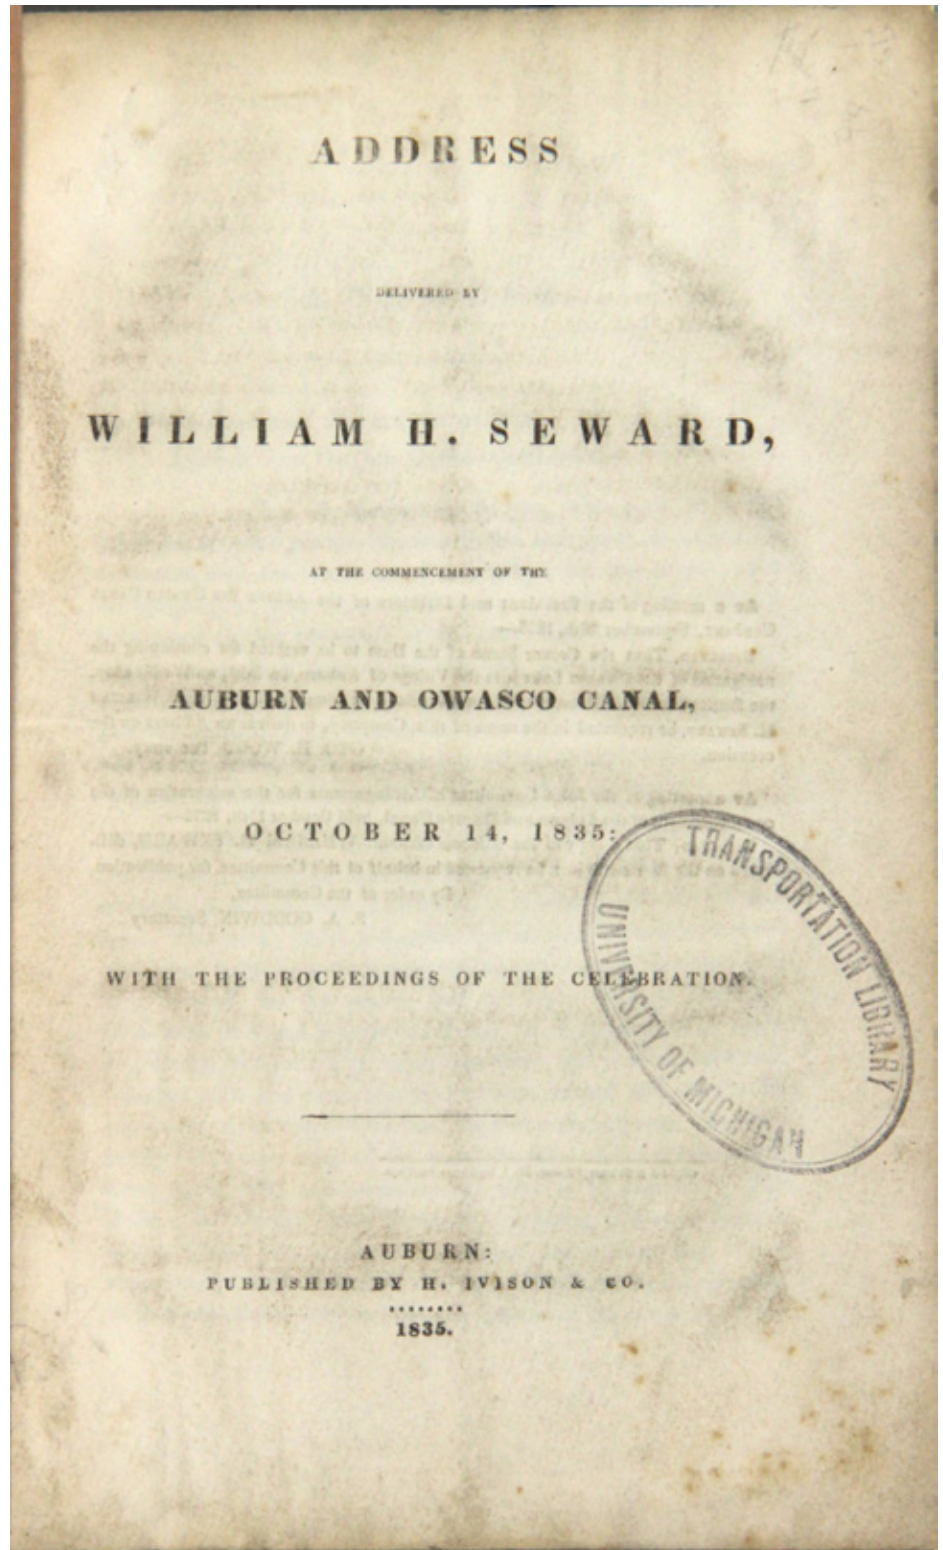 ADDRESS
DELIVERED BY
WILLIAM H. SEWARD,
AT THE COMMENCEMENT OF THE
AUBURN AND OWASCO CANAL,
OCTOBER 14, 1835:
WITH THE PROCEEDINGS OF THE CELEBRATION.
TRANSPORTATION LIBRARY
UNIVERSITY OF MICHIGAN
AUBURN:
PUBLISHED BY H. IVISON & CO.
1835.